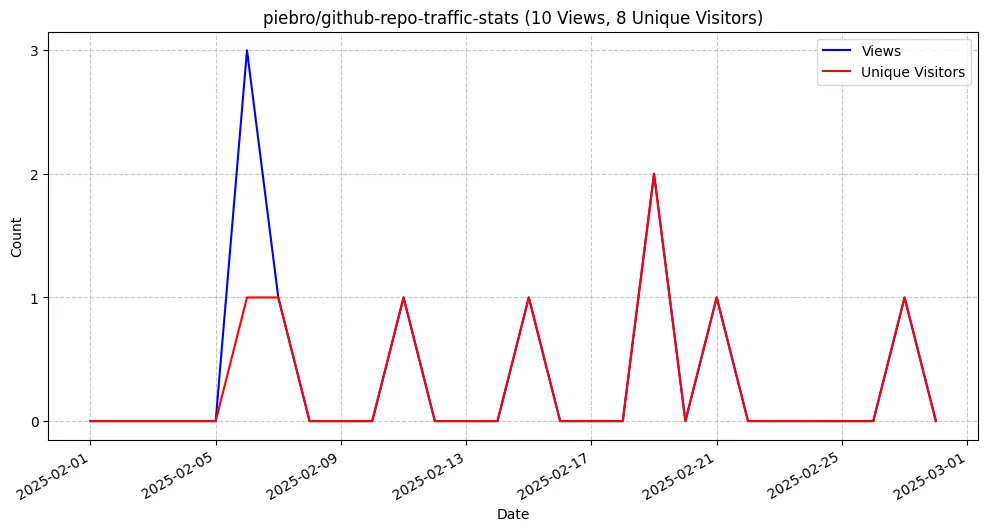 piebro/github-repo-traffic-stats (10 Views, 8 Unique Visitors)
Views
Unique Visitors
3
2
1
0
Count
2025-02-01
2025-02-05
2025-02-09
2025-02-13
2025-02-17
2025-02-21
2025-02-25
2025-03-01
Date